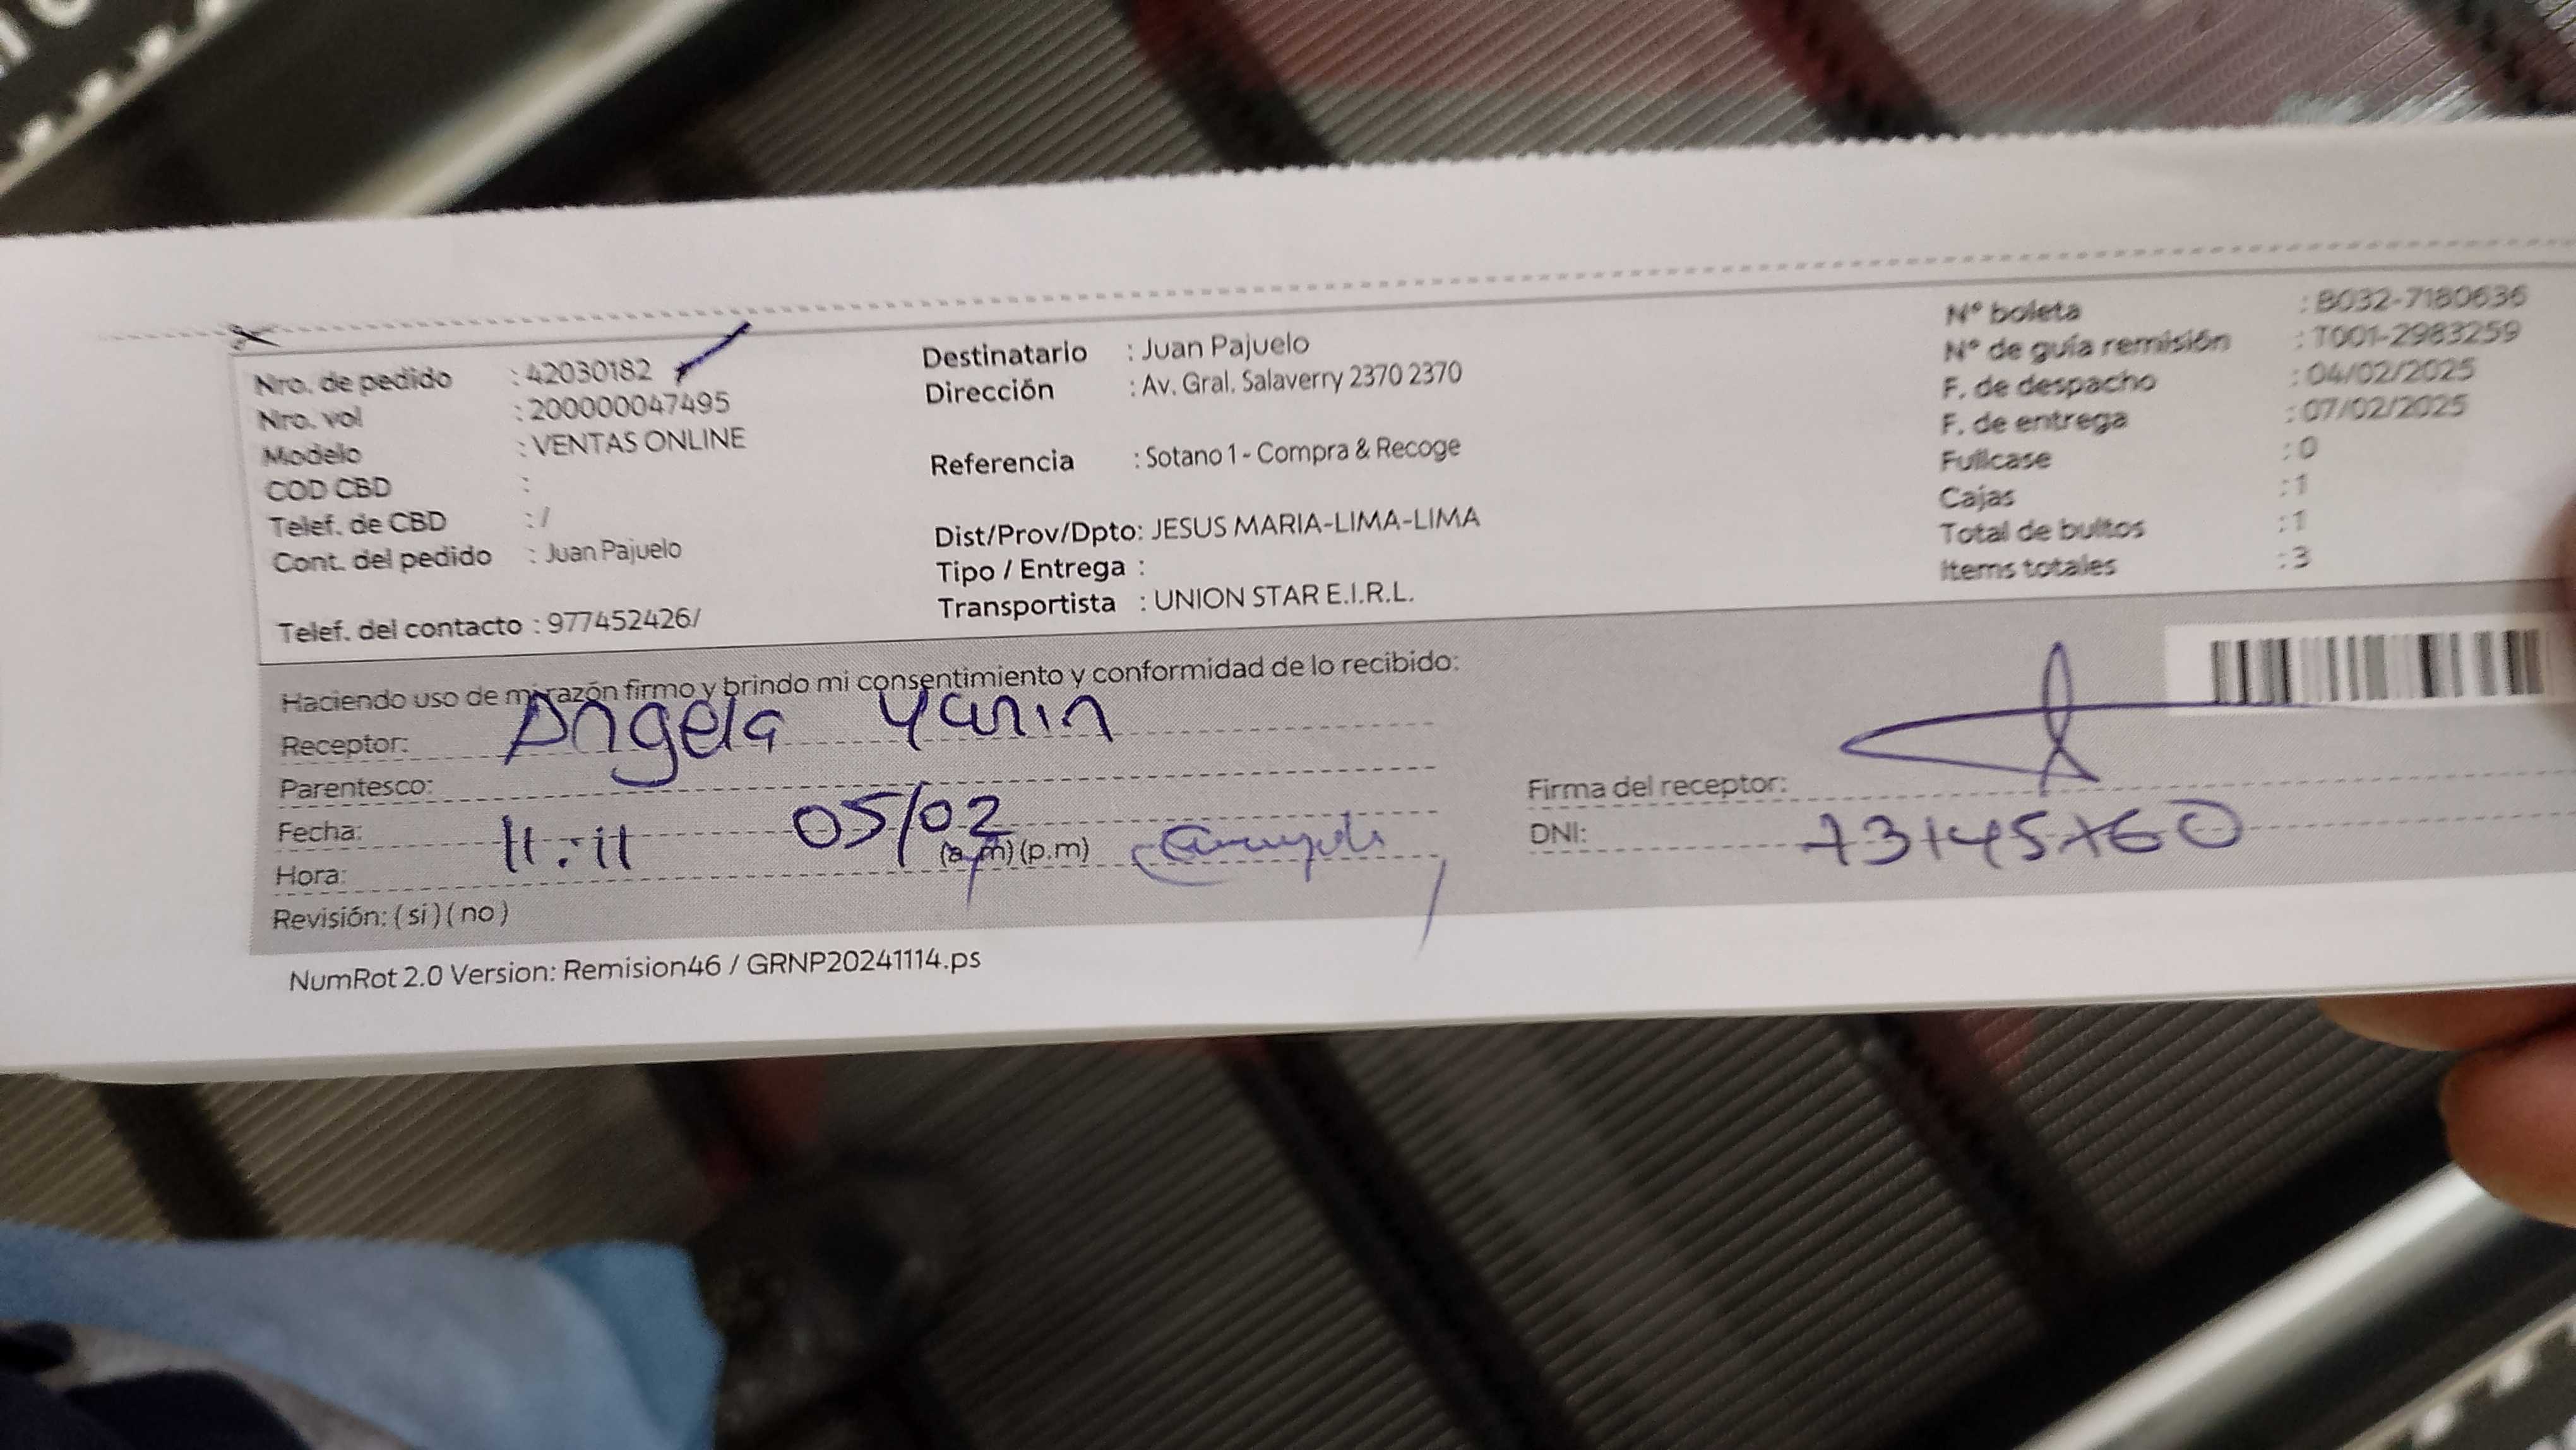 Nro. de pedido : 42030182
Nro. vol : 200000047495
Modelo : VENTAS ONLINE
COD CBD :
Telef. de CBD : /
Cont. del pedido : Juan Pajuelo
Telef. del contacto : 977452426/
Destinatario : Juan Pajuelo
Dirección : Av. Gral. Salaverry 2370 2370
Referencia : Sotano 1 - Compra & Recoge
Dist/Prov/Dpto: JESUS MARIA-LIMA-LIMA
Tipo / Entrega :
Transportista : UNION STAR E.I.R.L.
Nº boleta : B032-7180636
Nº de guía remisión : T001-2983259
F. de despacho : 04/02/2025
F. de entrega : 07/02/2025
Fullcase : 0
Cajas : 1
Total de bultos : 1
Items totales : 3
Haciendo uso de mi razón firmo y brindo mi consentimiento y conformidad de lo recibido:
Receptor: Angela Yarin
Parentesco:
Fecha: 05/02
Hora: 11:11 (a.m) (p.m)
Revisión: ( si ) ( no )
Firma del receptor:
DNI: 73145760
NumRot 2.0 Version: Remision46 / GRNP20241114.ps